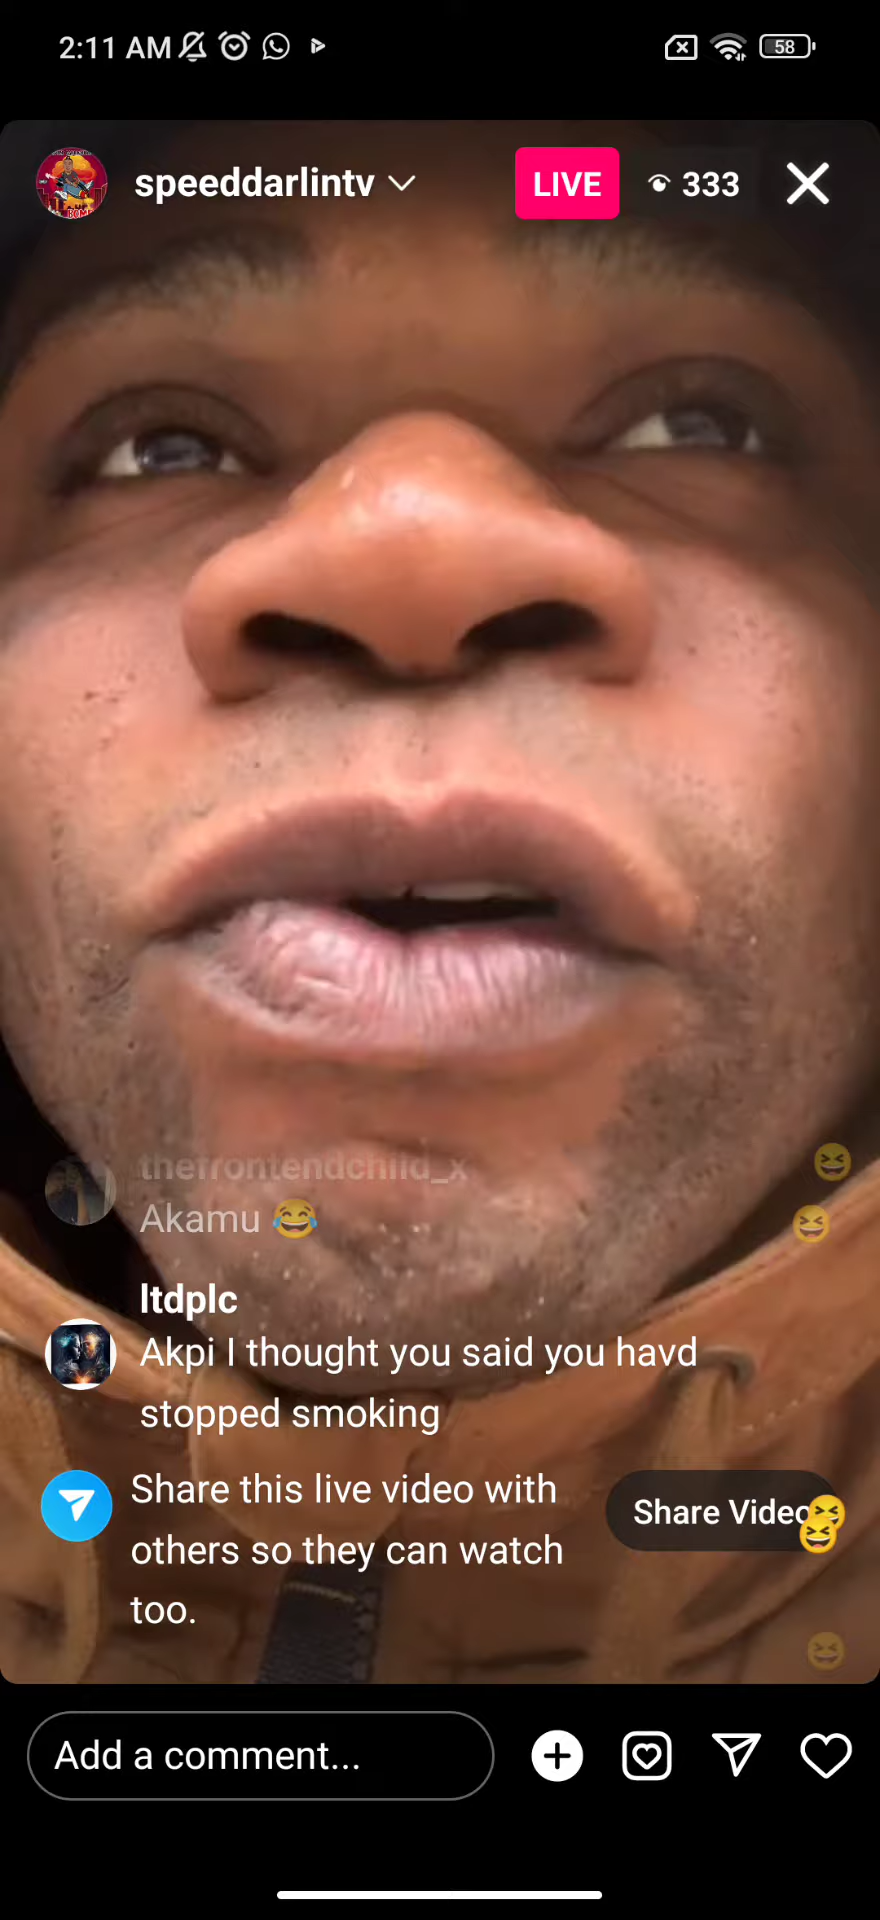 2:11 AM
58
speeddarlintv
LIVE
333
thefrontendchild_x
Akamu 😂
ltdplc
Akpi I thought you said you havd
stopped smoking
Share this live video with
others so they can watch
too.
Share Video
Add a comment...